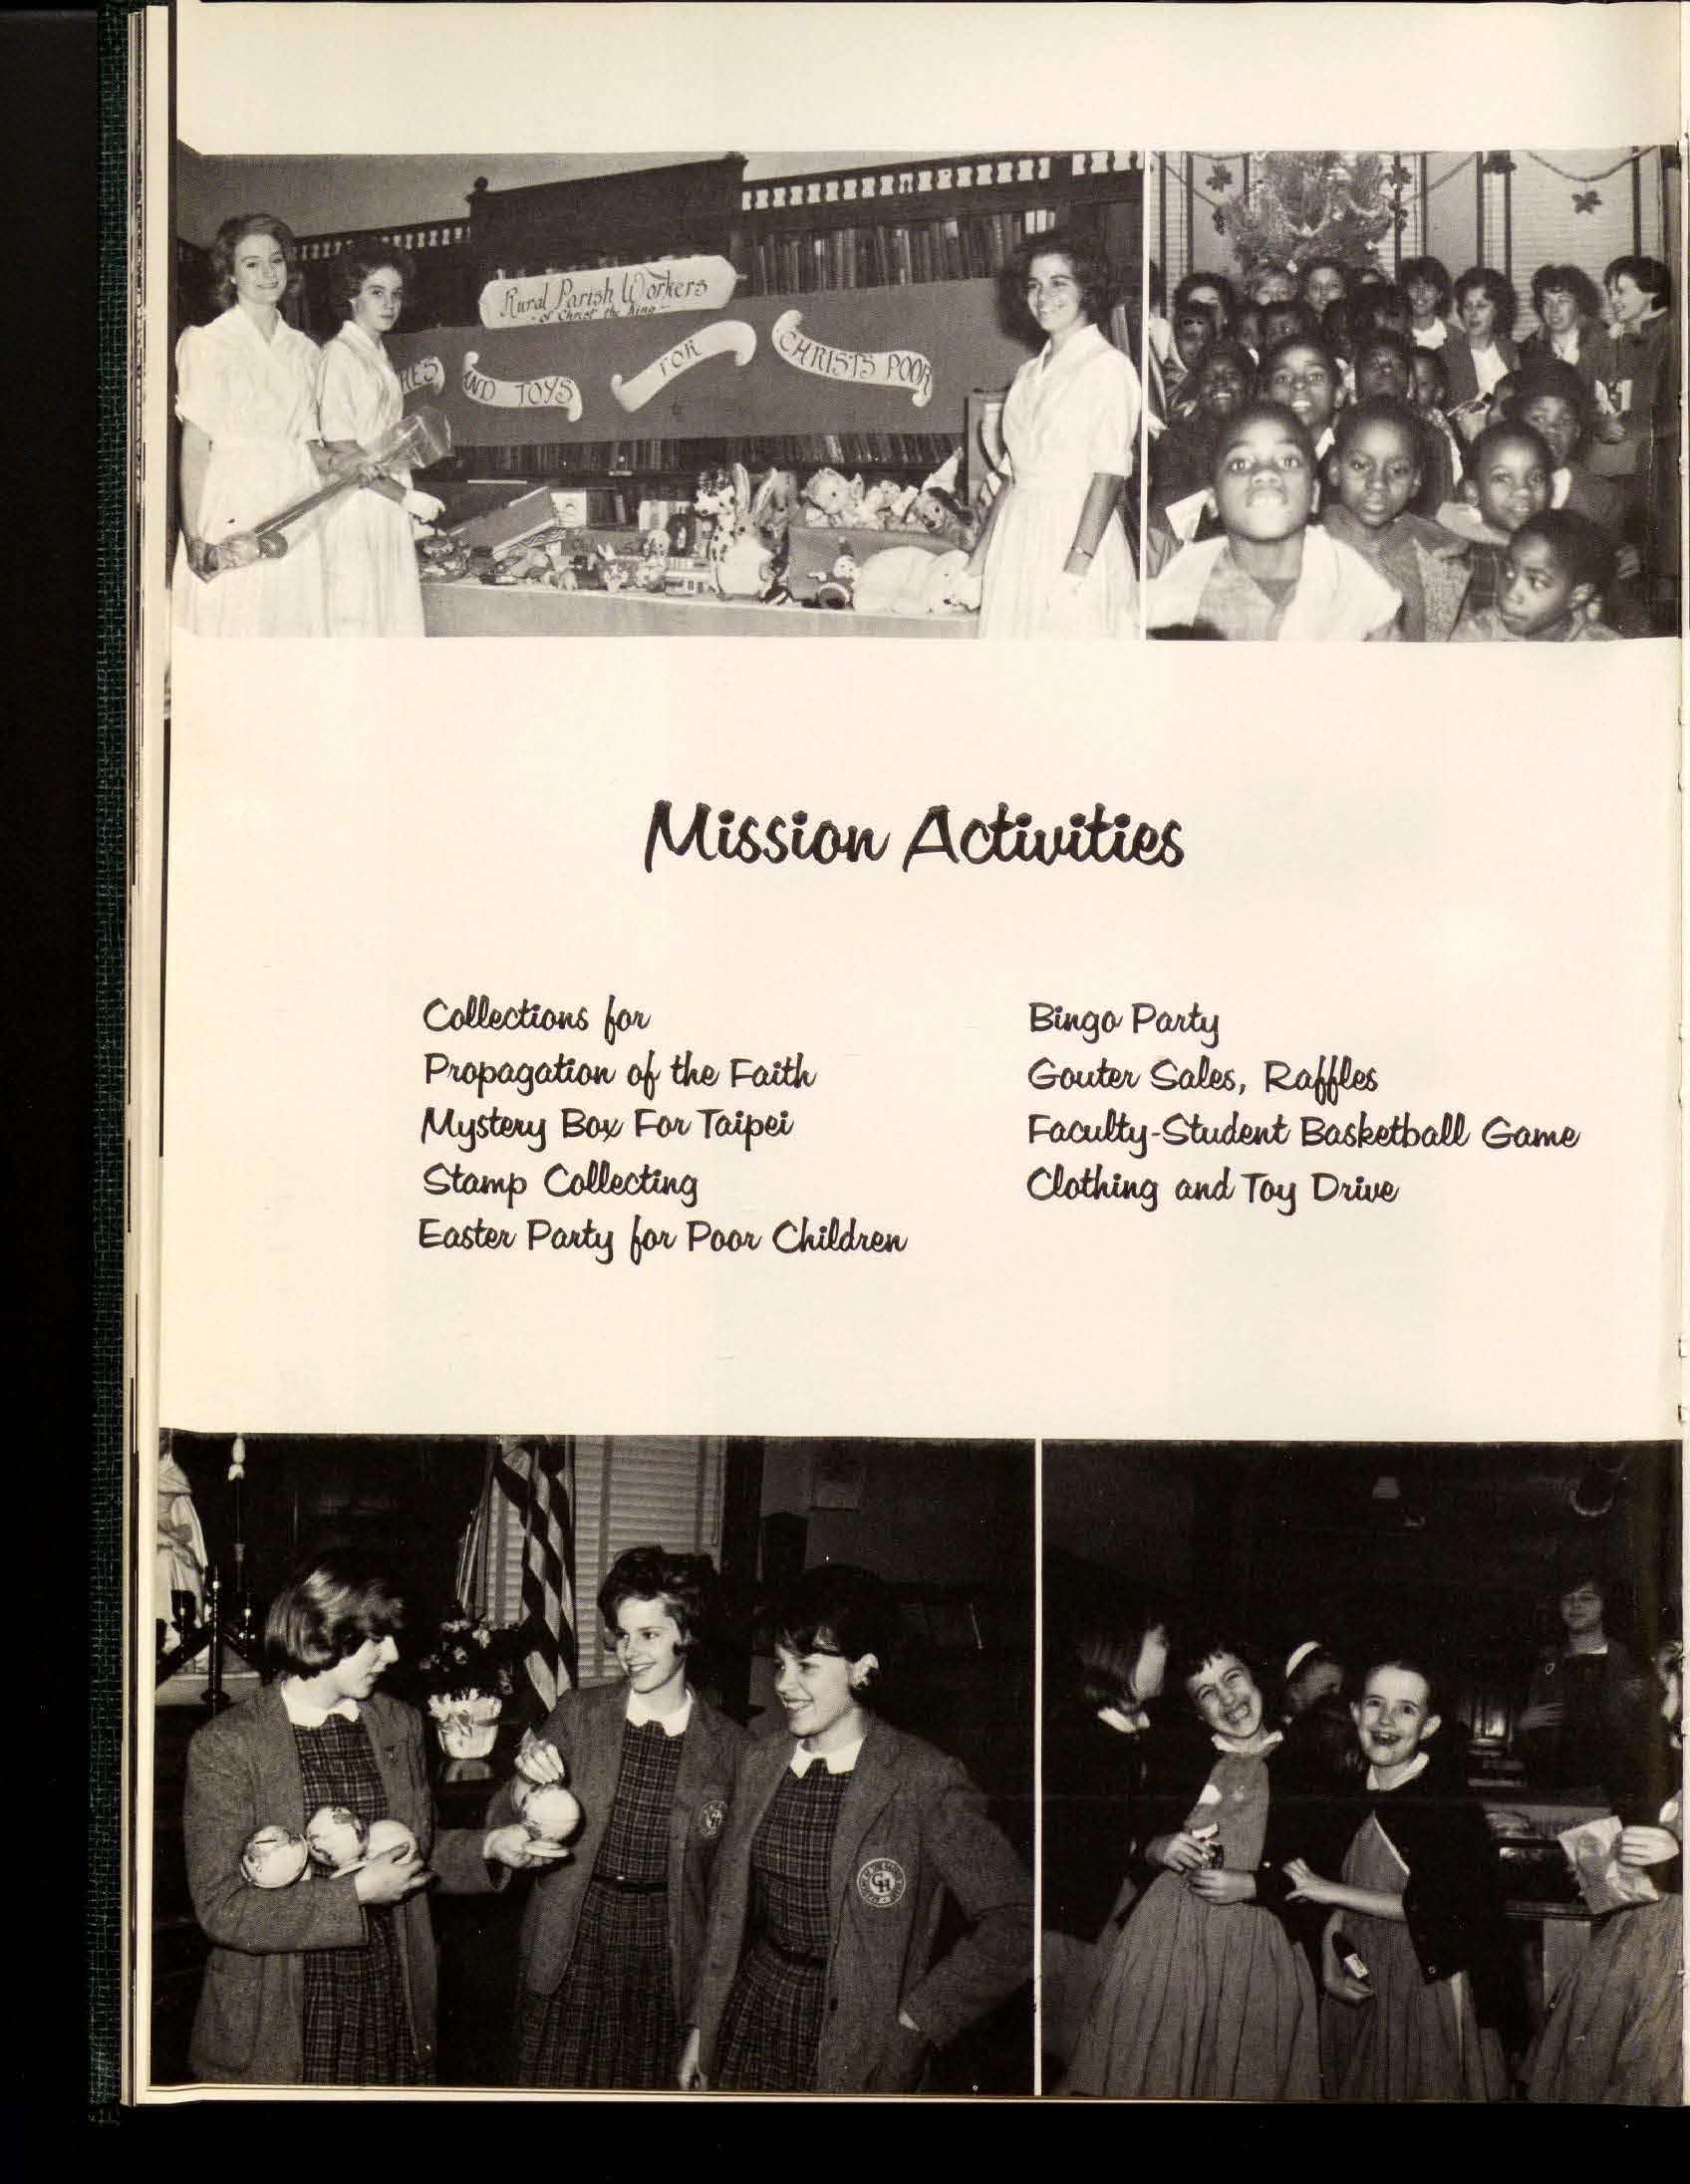 Rural Parish Workers
- of Christ the King -
HES AND TOYS FOR CHRISTS POOR
Mission Activities
Collections for
Propagation of the Faith
Mystery Box For Taipei
Stamp Collecting
Easter Party for Poor Children
Bingo Party
Gouter Sales, Raffles
Faculty-Student Basketball Game
Clothing and Toy Drive